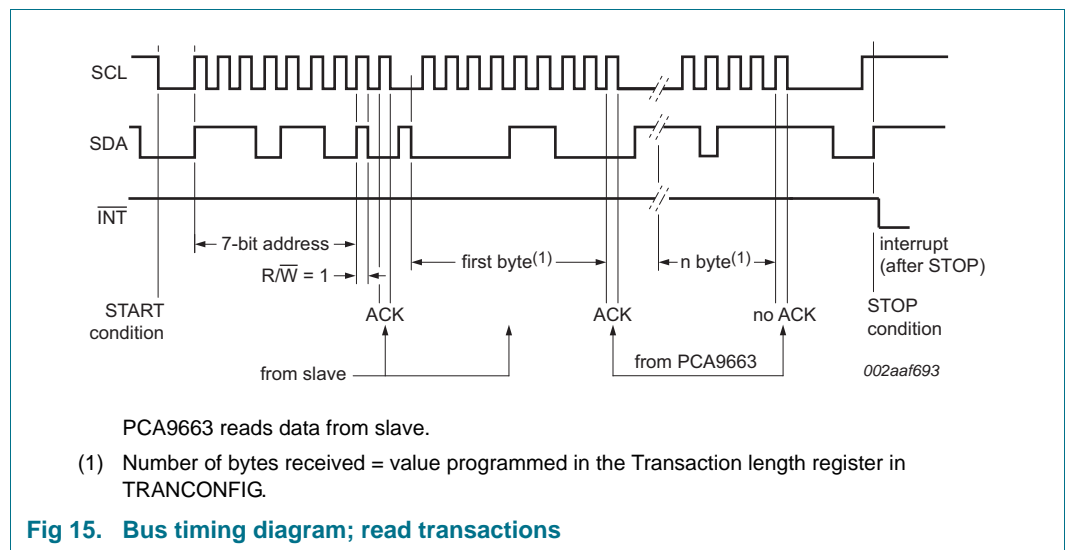 SCL
SDA
INT
7-bit address
R/W = 1
first byte(1)
n byte(1)
interrupt
(after STOP)
START
condition
ACK
ACK
no ACK
STOP
condition
from slave
from PCA9663
002aaf693
PCA9663 reads data from slave.
(1) Number of bytes received = value programmed in the Transaction length register in
TRANCONFIG.
Fig 15. Bus timing diagram; read transactions